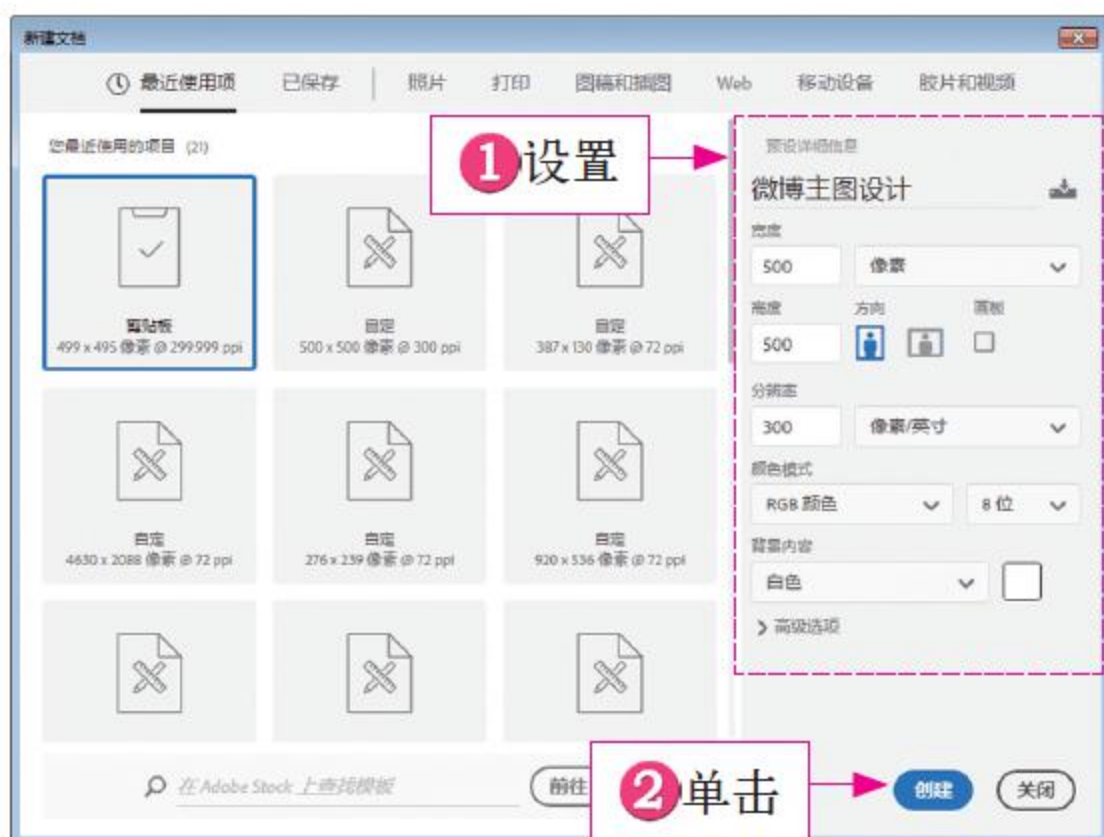 新建文档
最近使用项 已保存 照片 打印 图稿和插图 Web 移动设备 胶片和视频
您最近使用的项目 (21)
1 设置
剪贴板
499 x 495 像素 @ 299.999 ppi
自定
500 x 500 像素 @ 300 ppi
自定
387 x 130 像素 @ 72 ppi
自定
4630 x 2088 像素 @ 72 ppi
自定
276 x 239 像素 @ 72 ppi
自定
920 x 536 像素 @ 72 ppi
在 Adobe Stock 上查找模板
前往
预设详细信息
微博主图设计
宽度
500 像素
高度 方向 画板
500
分辨率
300 像素/英寸
颜色模式
RGB 颜色 8 位
背景内容
白色
高级选项
2 单击
创建 关闭